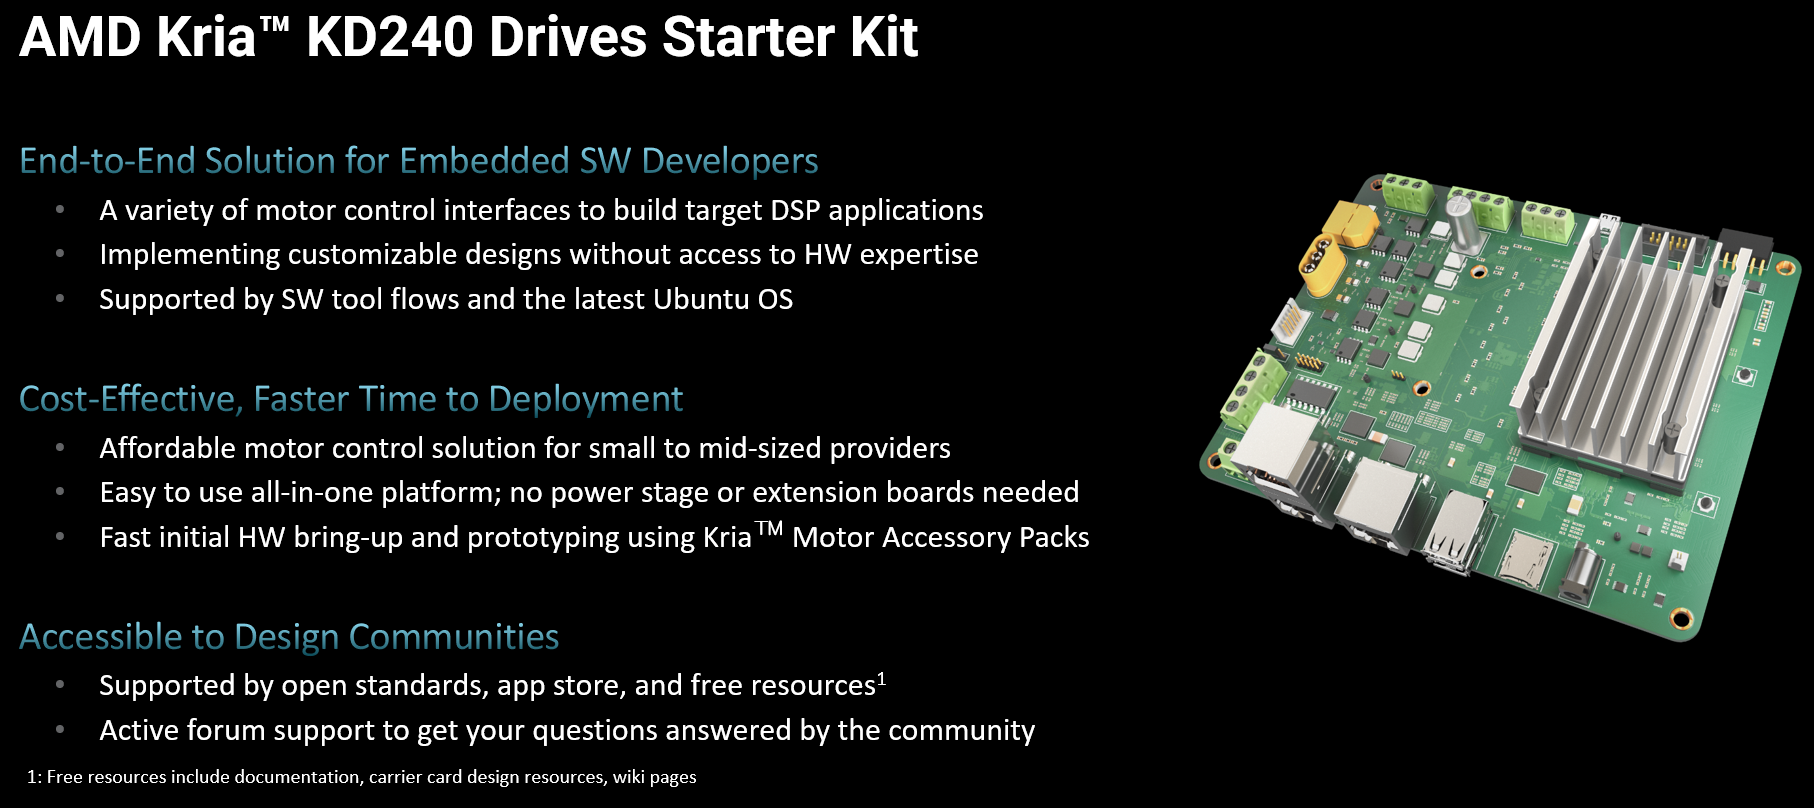 AMD Kria™ KD240 Drives Starter Kit
End-to-End Solution for Embedded SW Developers
• A variety of motor control interfaces to build target DSP applications
• Implementing customizable designs without access to HW expertise
• Supported by SW tool flows and the latest Ubuntu OS
Cost-Effective, Faster Time to Deployment
• Affordable motor control solution for small to mid-sized providers
• Easy to use all-in-one platform; no power stage or extension boards needed
• Fast initial HW bring-up and prototyping using Kria™ Motor Accessory Packs
Accessible to Design Communities
• Supported by open standards, app store, and free resources¹
• Active forum support to get your questions answered by the community
1: Free resources include documentation, carrier card design resources, wiki pages